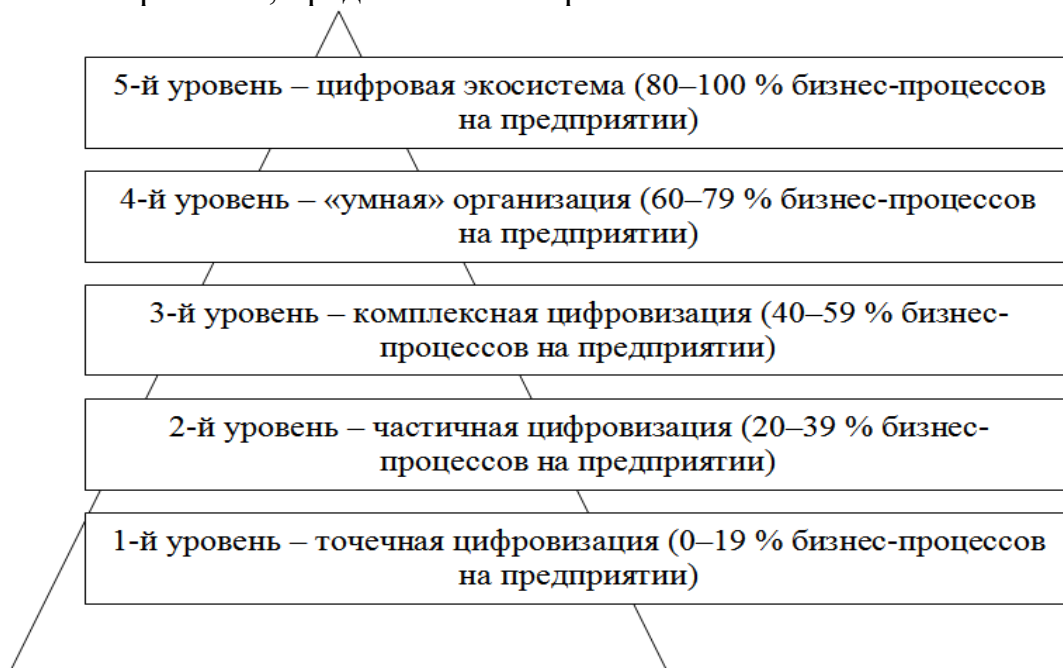 5-й уровень – цифровая экосистема (80–100 % бизнес-процессов
на предприятии)
4-й уровень – «умная» организация (60–79 % бизнес-процессов
на предприятии)
3-й уровень – комплексная цифровизация (40–59 % бизнес-
процессов на предприятии)
2-й уровень – частичная цифровизация (20–39 % бизнес-
процессов на предприятии)
1-й уровень – точечная цифровизация (0–19 % бизнес-процессов
на предприятии)